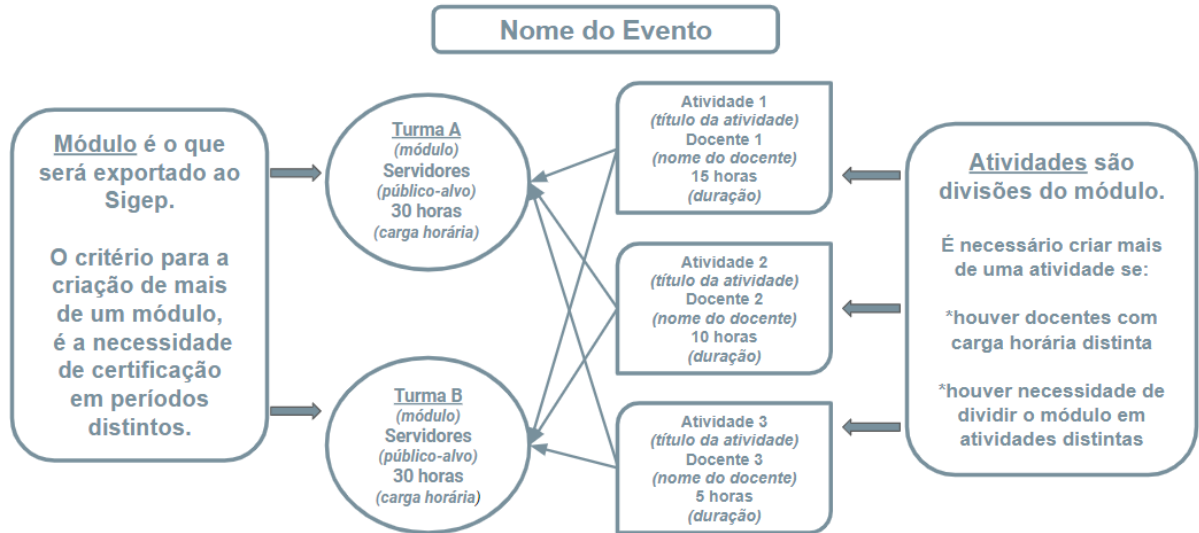 Nome do Evento
Módulo é o que
será exportado ao
Sigep.
O critério para a
criação de mais
de um módulo,
é a necessidade
de certificação
em períodos
distintos.
Turma A
(módulo)
Servidores
(público-alvo)
30 horas
(carga horária)
Turma B
(módulo)
Servidores
(público-alvo)
30 horas
(carga horária)
Atividade 1
(título da atividade)
Docente 1
(nome do docente)
15 horas
(duração)
Atividade 2
(título da atividade)
Docente 2
(nome do docente)
10 horas
(duração)
Atividade 3
(título da atividade)
Docente 3
(nome do docente)
5 horas
(duração)
Atividades são
divisões do módulo.
É necessário criar mais
de uma atividade se:
*houver docentes com
carga horária distinta
*houver necessidade de
dividir o módulo em
atividades distintas